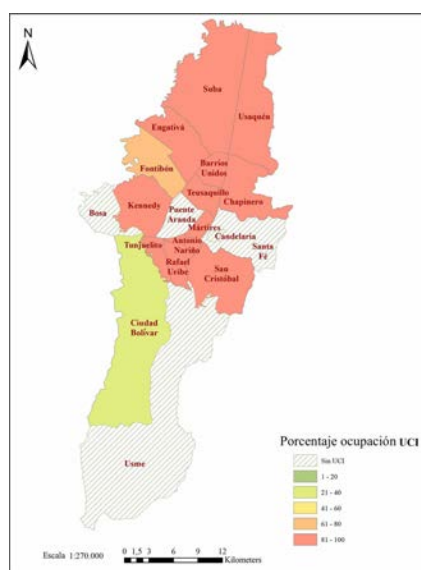 N
Suba
Usaquén
Engativá
Barrios
Unidos
Fontibón
Teusaquillo
Chapinero
Kennedy
Bosa
Puente
Aranda
Mártires
Candelaria
Santa
Fé
Tunjuelito
Antonio
Nariño
Rafael
Uribe
San
Cristóbal
Ciudad
Bolívar
Usme
Porcentaje ocupación UCI
Sin UCI
1 - 20
21 - 40
41 - 60
61 - 80
81 - 100
Escala 1:270.000
0 1,5 3 6 9 12
Kilometers